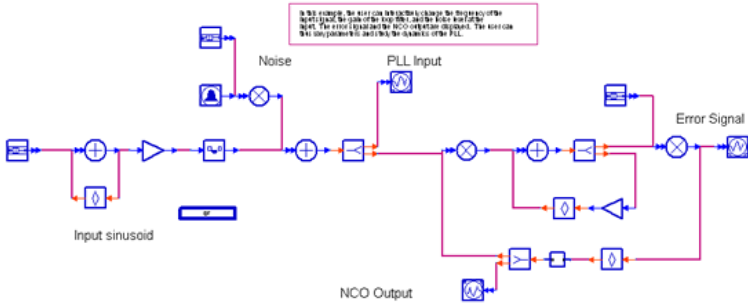 In this example, the user can interactively change the frequency of the
input signal, the gain of the loop filter, and the noise level at the
input. The error signal and the NCO output are displayed. The user can
thus vary parameters and study the dynamics of the PLL.
Noise
PLL Input
Error Signal
Input sinusoid
NCO Output